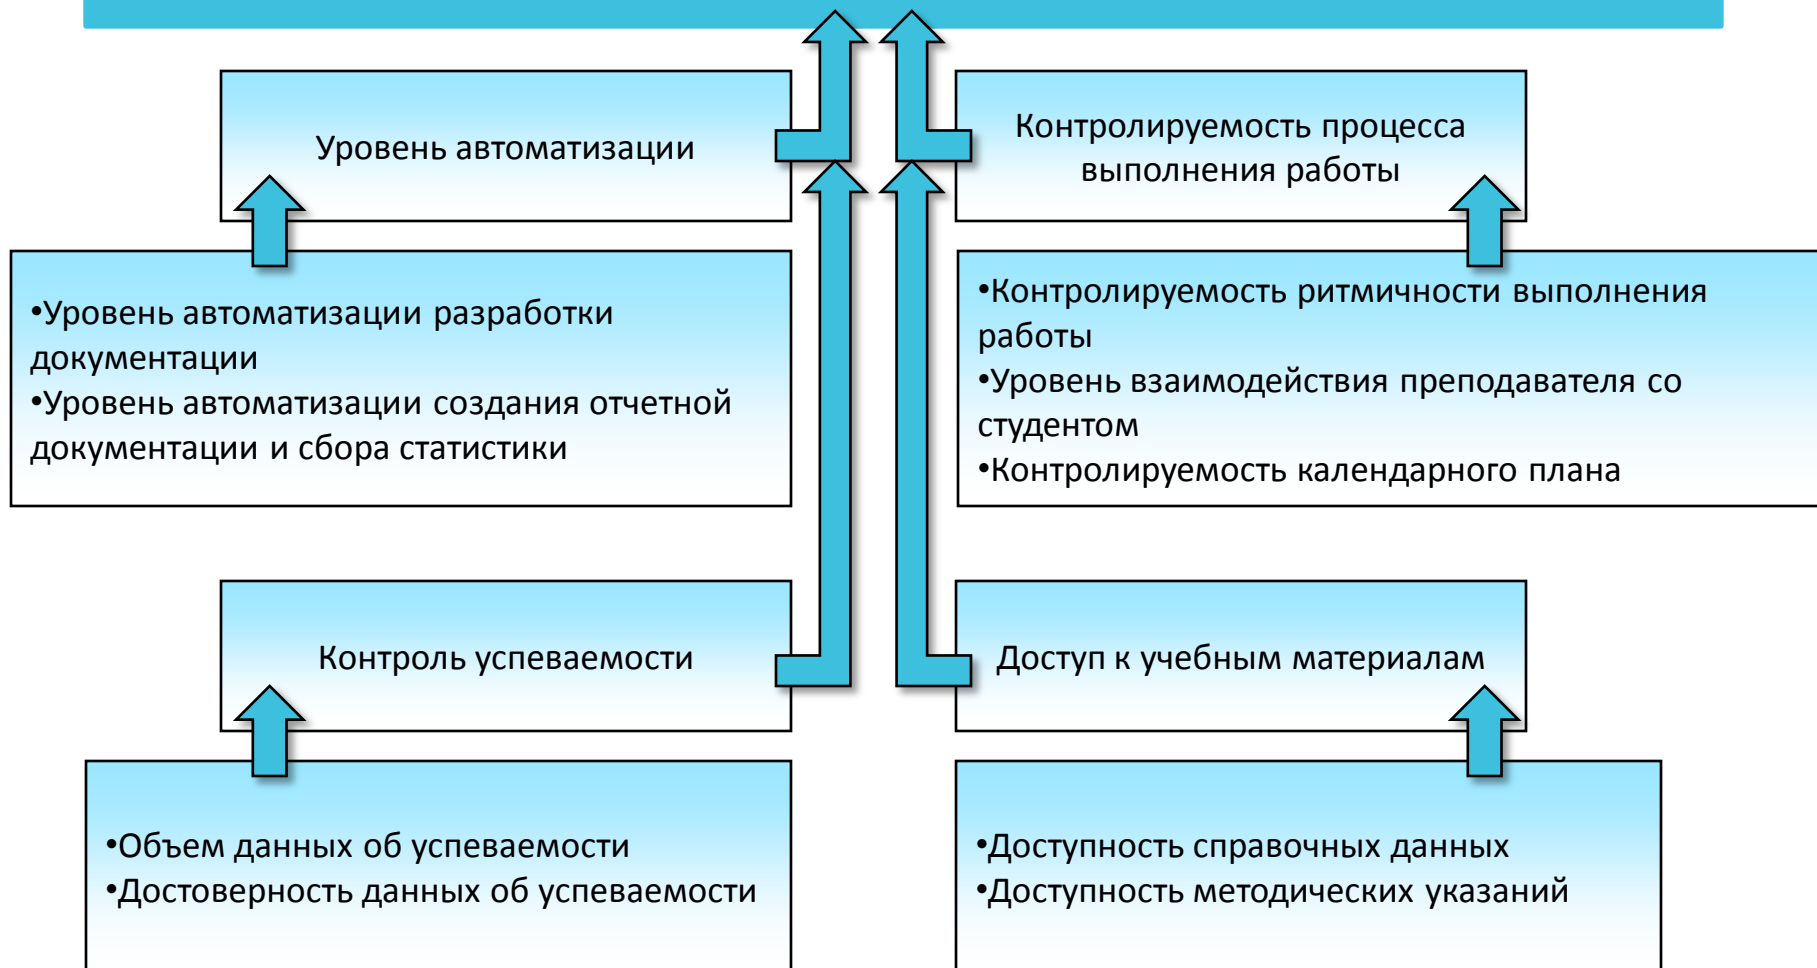 Уровень автоматизации
Контролируемость процесса
выполнения работы
•Уровень автоматизации разработки
документации
•Уровень автоматизации создания отчетной
документации и сбора статистики
•Контролируемость ритмичности выполнения
работы
•Уровень взаимодействия преподавателя со
студентом
•Контролируемость календарного плана
Контроль успеваемости
Доступ к учебным материалам
•Объем данных об успеваемости
•Достоверность данных об успеваемости
•Доступность справочных данных
•Доступность методических указаний